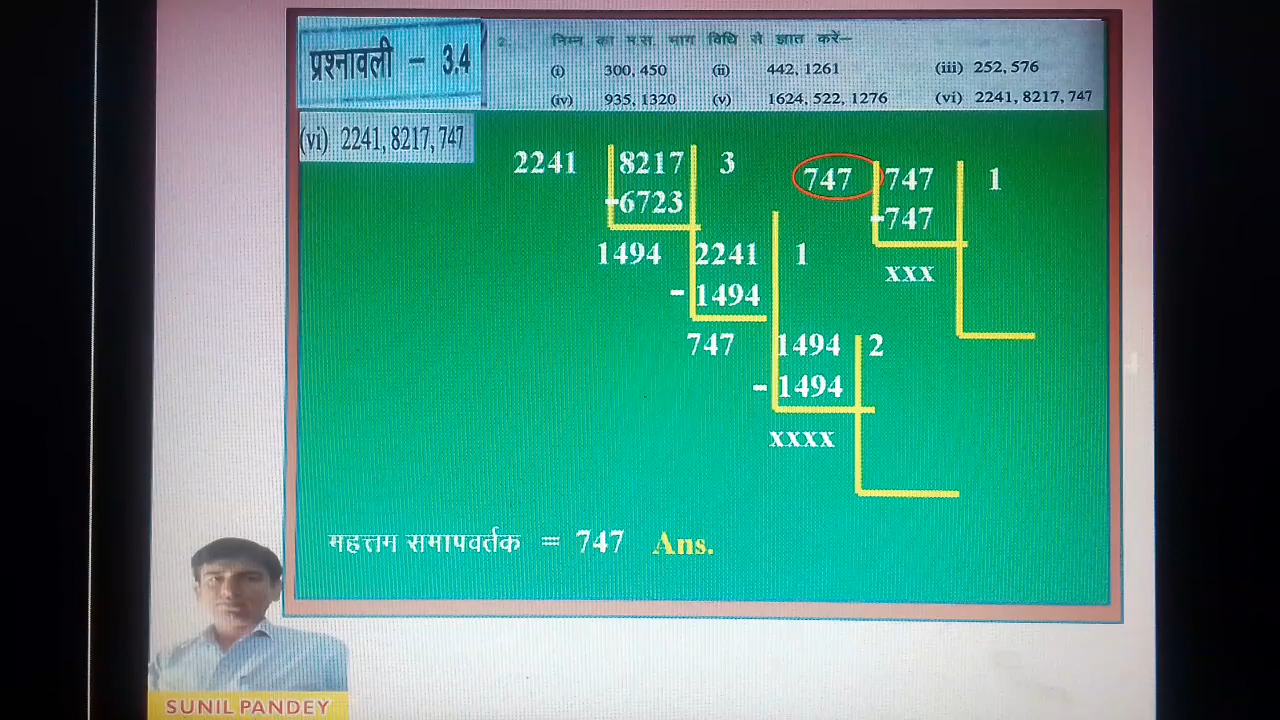 प्रश्नावली - 3.4
2. निम्न का म.स. भाग विधि से ज्ञात करें—
(i) 300, 450 (ii) 442, 1261 (iii) 252, 576
(iv) 935, 1320 (v) 1624, 522, 1276 (vi) 2241, 8217, 747
(vi) 2241, 8217, 747
2241 8217 3
-6723
1494 2241 1
- 1494
747 1494 2
- 1494
xxxx
747 747 1
-747
xxx
महत्तम समापवर्तक = 747 Ans.
SUNIL PANDEY